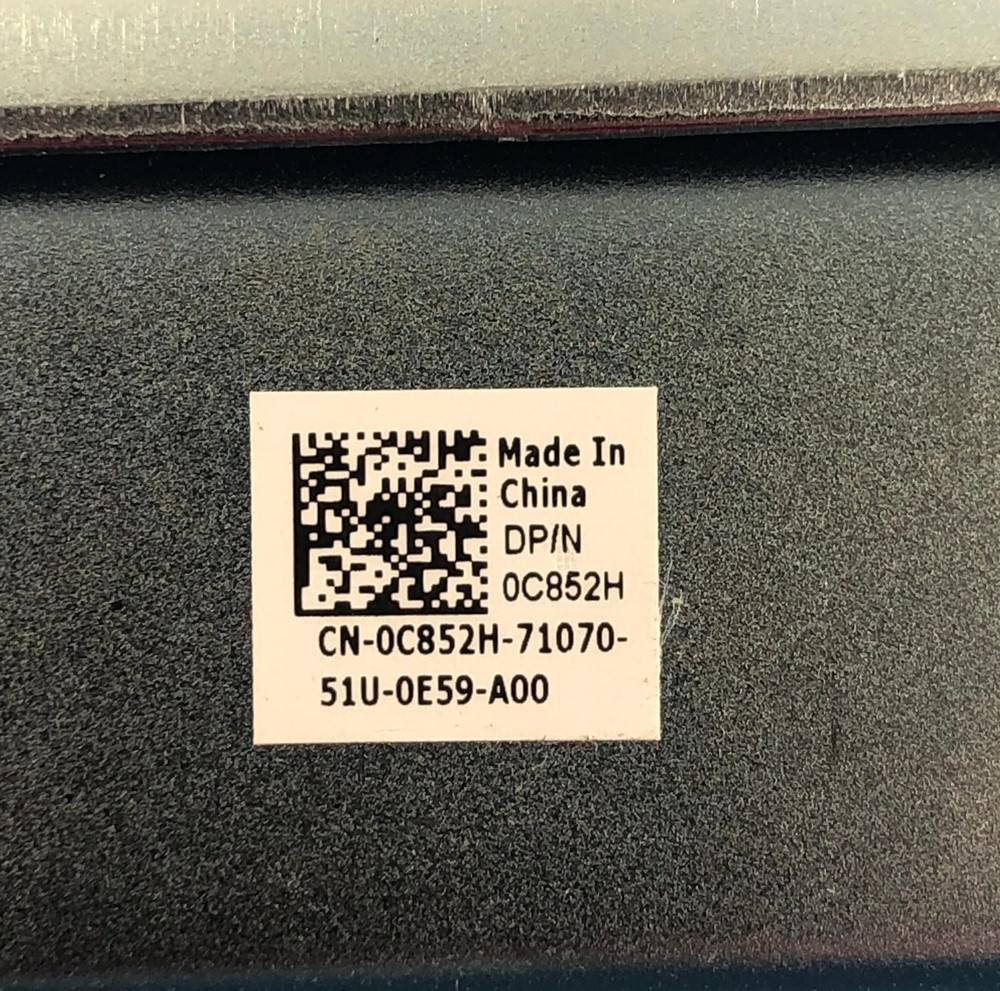 Made In
China
DP/N
0C852H
CN-0C852H-71070-
51U-0E59-A00